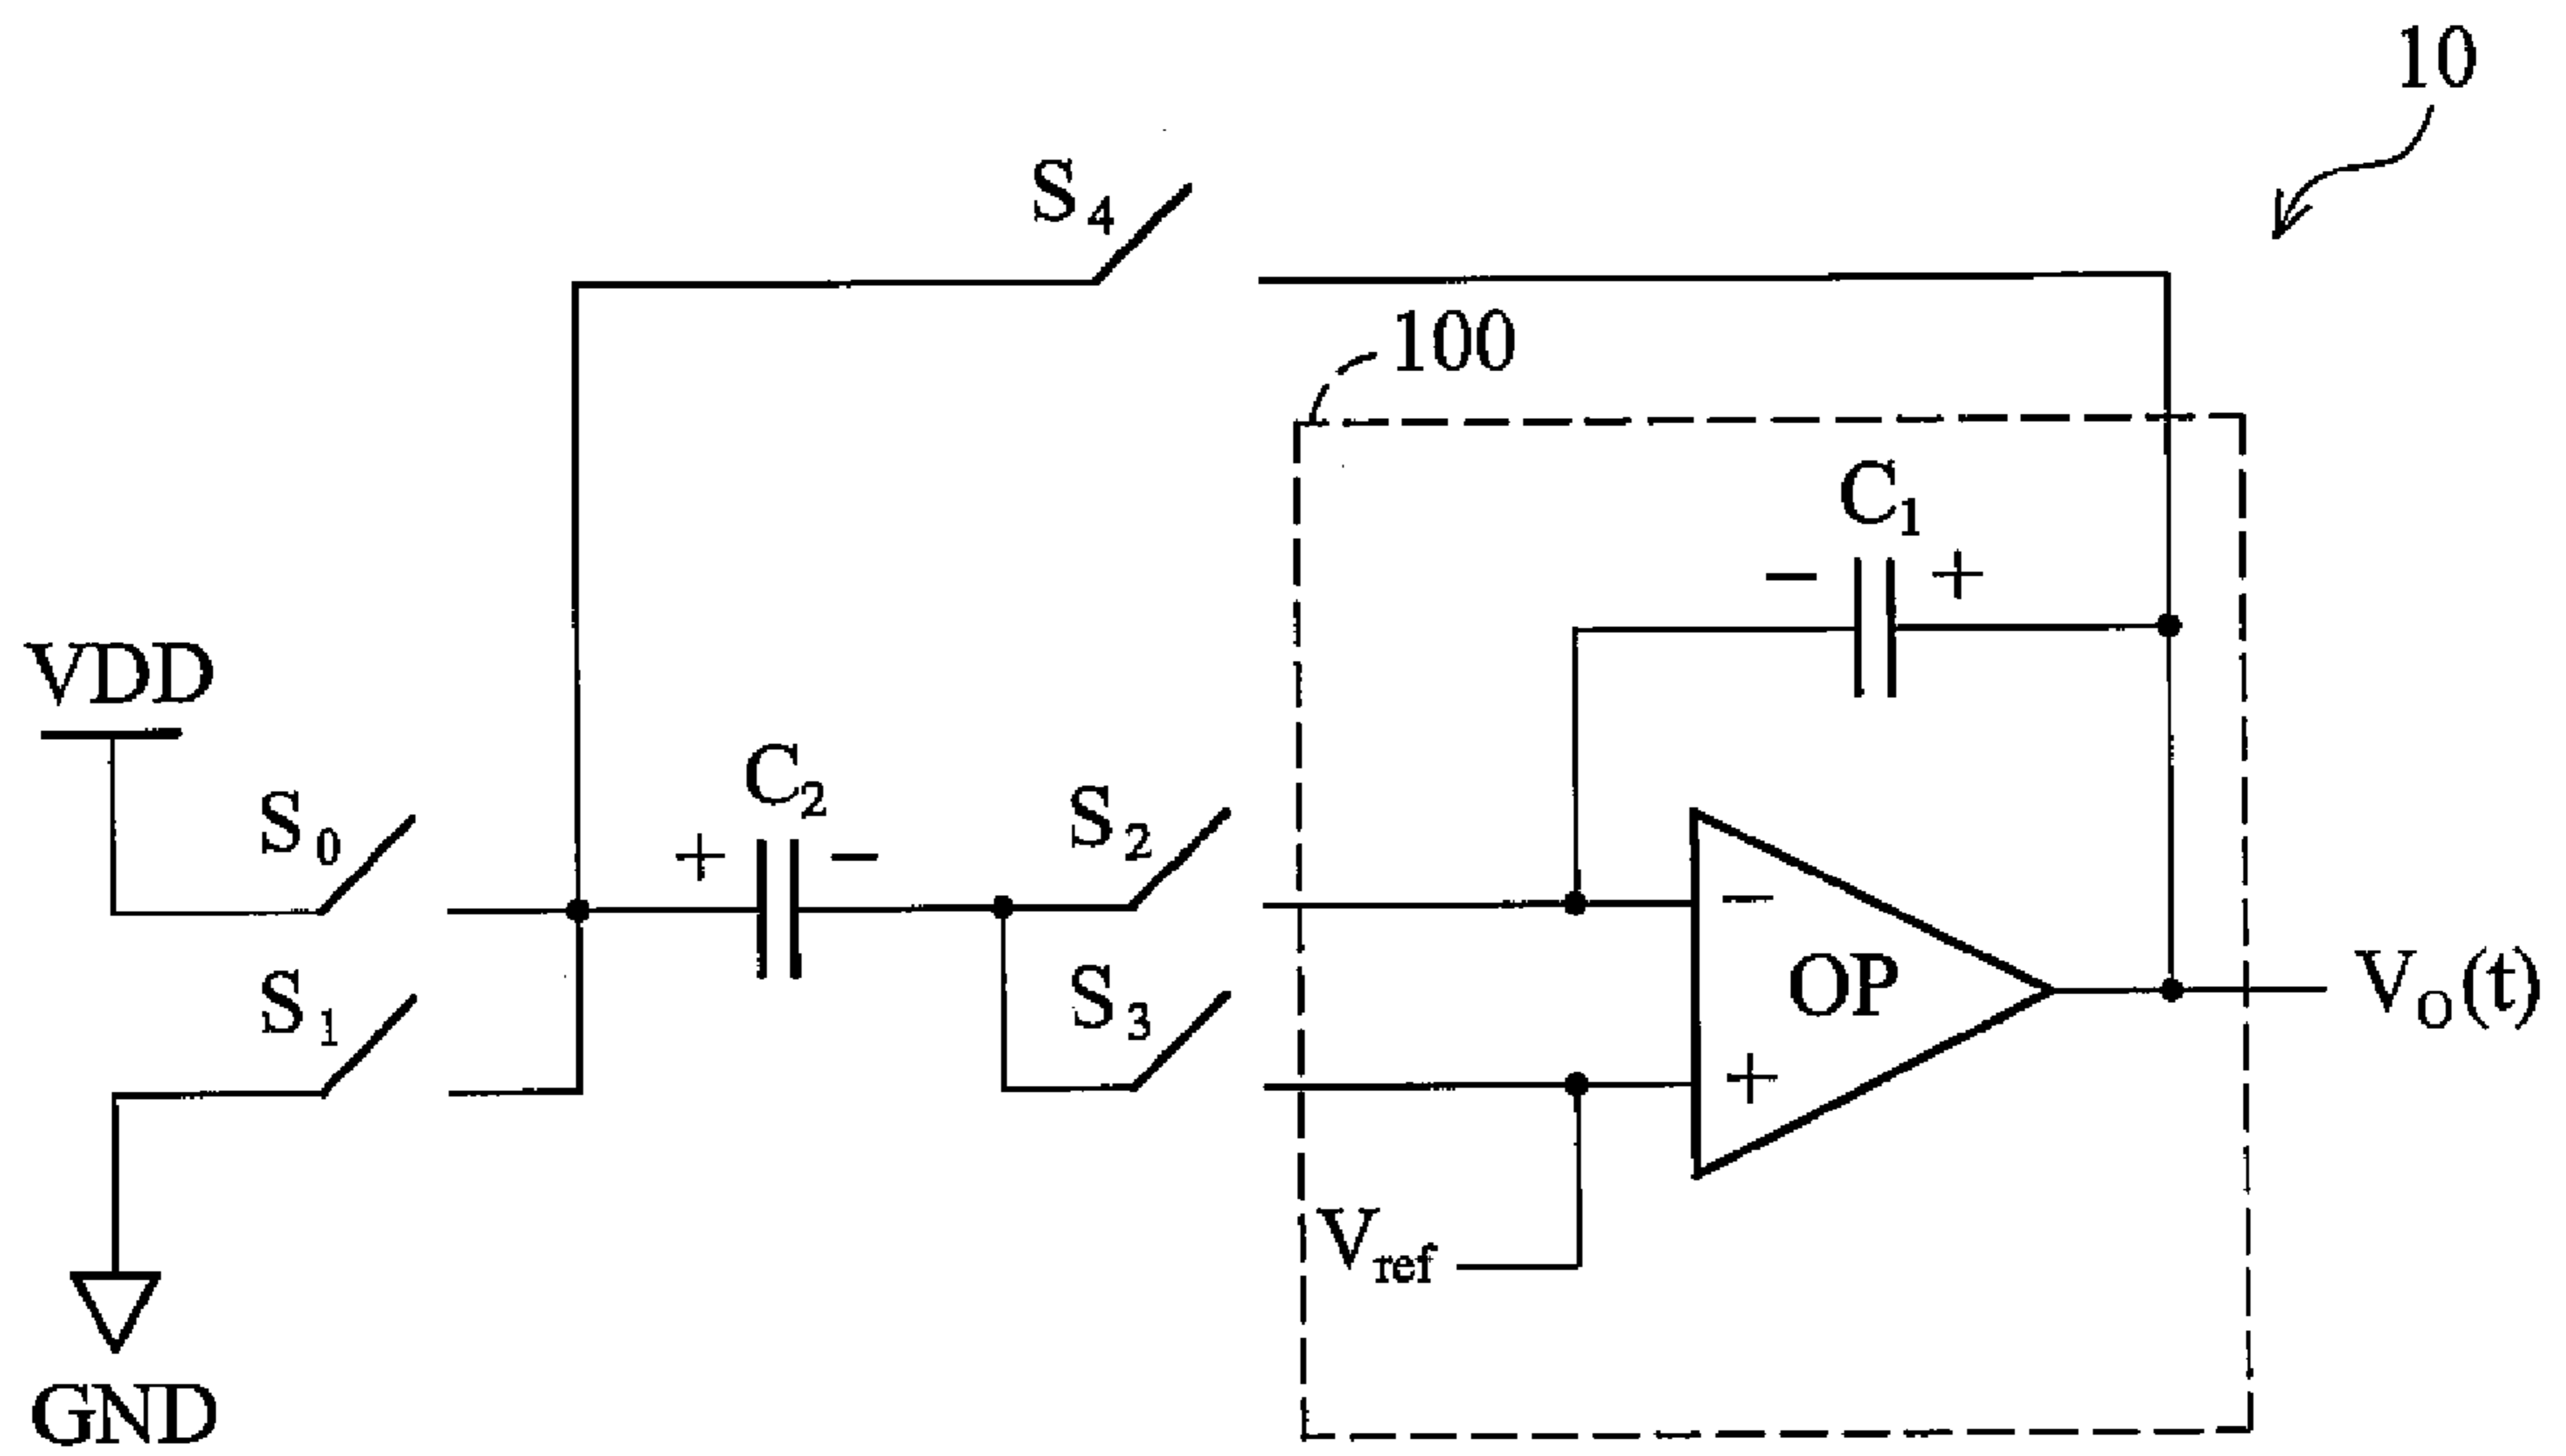 10
S4
100
C1
− +
VDD
C2
S0
+ −
S2
−
S1
S3
OP
VO(t)
+
Vref
GND